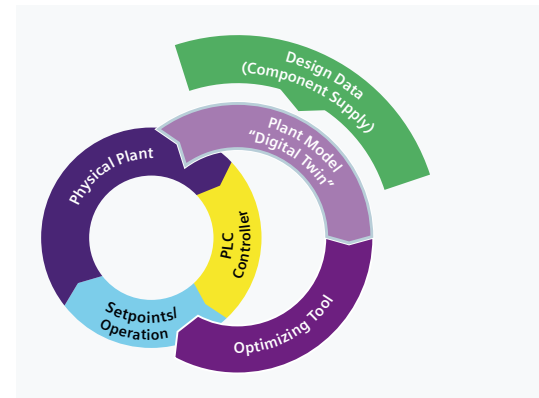 Design Data
(Component Supply)
Plant Model
“Digital Twin”
Physical Plant
PLC
Controller
Setpoints/
Operation
Optimizing Tool